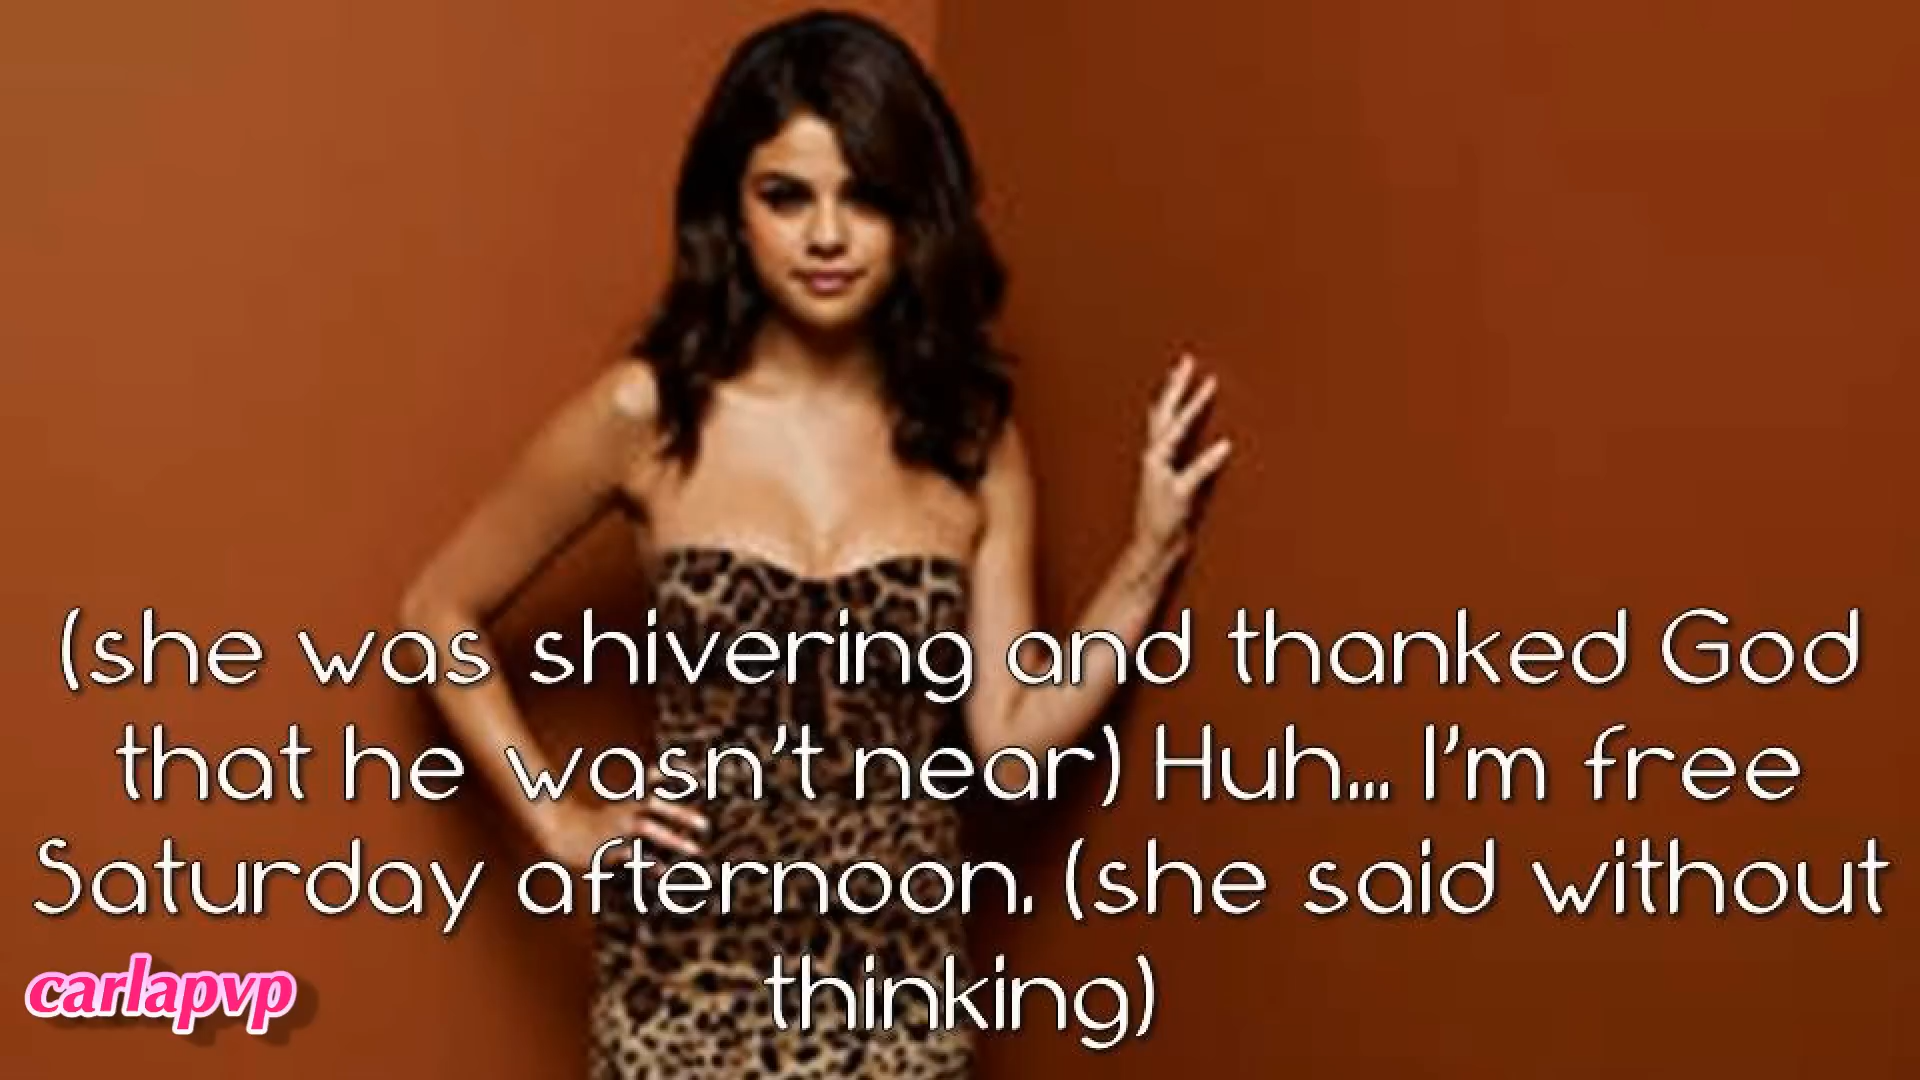 (she was shivering and thanked God
that he wasn't near) Huh... I'm free
Saturday afternoon. (she said without
thinking)
carlapvp